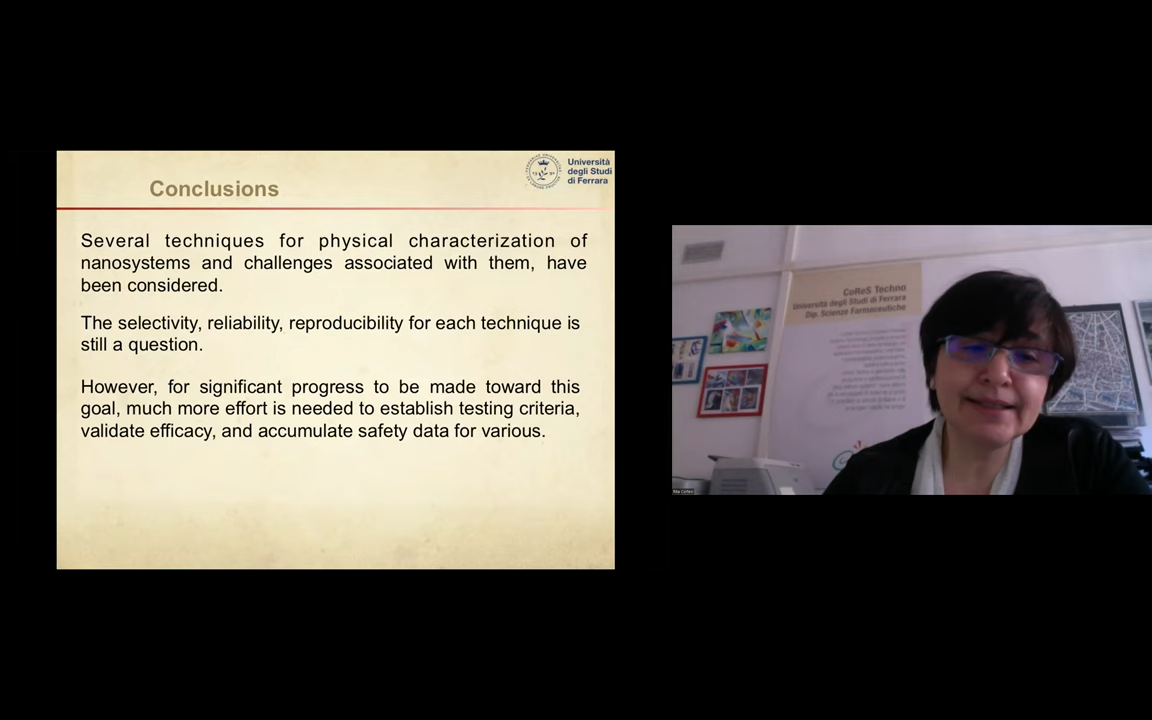 Conclusions
Università
degli Studi
di Ferrara
Several techniques for physical characterization of
nanosystems and challenges associated with them, have
been considered.
The selectivity, reliability, reproducibility for each technique is
still a question.
However, for significant progress to be made toward this
goal, much more effort is needed to establish testing criteria,
validate efficacy, and accumulate safety data for various.
CoReS Techno
Università degli Studi di Ferrara
Dip. Scienze Farmaceutiche